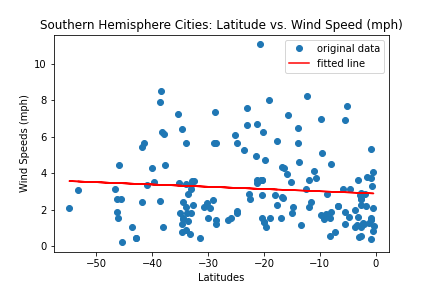 Southern Hemisphere Cities: Latitude vs. Wind Speed (mph)
original data
fitted line
Wind Speeds (mph)
10
8
6
4
2
0
−50
−40
−30
−20
−10
0
Latitudes